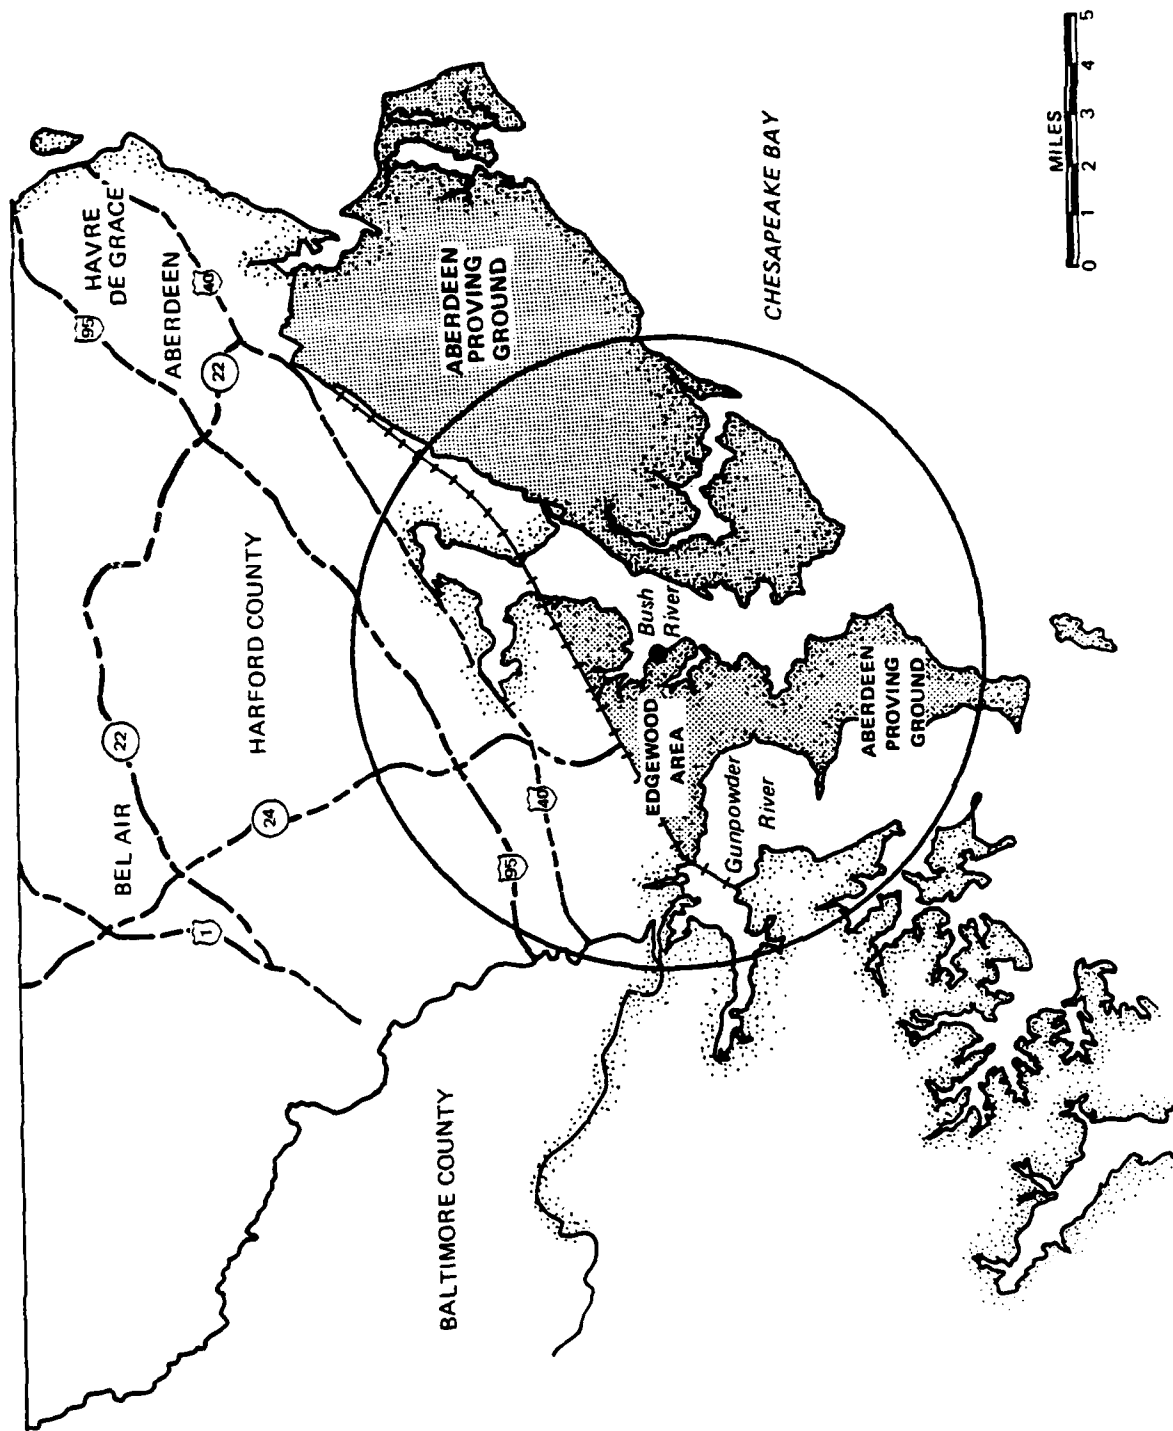 HAVRE
DE GRACE
95
ABERDEEN
40
22
ABERDEEN
PROVING
GROUND
CHESAPEAKE BAY
MILES
0 1 2 3 4 5
HARFORD COUNTY
22
BEL AIR
24
1
95
40
Bush
River
EDGEWOOD
AREA
ABERDEEN
PROVING
GROUND
Gunpowder
River
BALTIMORE COUNTY